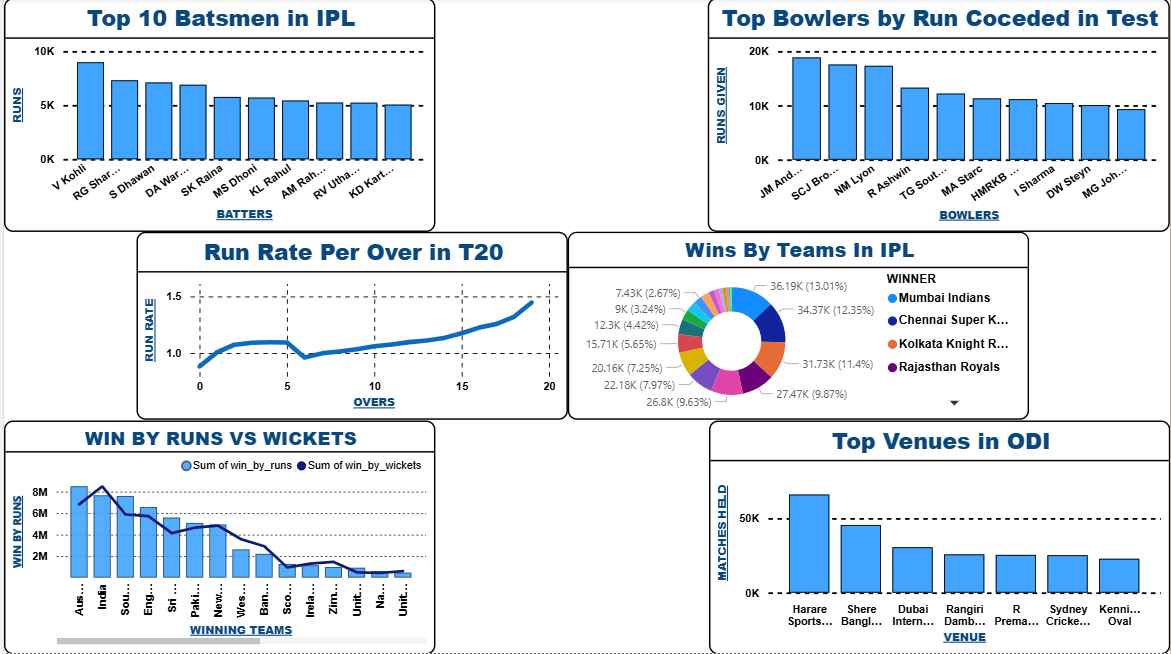 Top 10 Batsmen in IPL
RUNS
10K
5K
0K
V Kohli
RG Shar...
S Dhawan
DA War...
SK Raina
MS Dhoni
KL Rahul
AM Rah...
RV Utha...
KD Kart...
BATTERS
Top Bowlers by Run Coceded in Test
RUNS GIVEN
20K
10K
0K
JM And...
SCJ Bro...
NM Lyon
R Ashwin
TG Sout...
MA Starc
HMRKB ...
I Sharma
DW Steyn
MG Joh...
BOWLERS
Run Rate Per Over in T20
RUN RATE
1.5
1.0
0
5
10
15
20
OVERS
Wins By Teams In IPL
36.19K (13.01%)
34.37K (12.35%)
31.73K (11.4%)
27.47K (9.87%)
26.8K (9.63%)
22.18K (7.97%)
20.16K (7.25%)
15.71K (5.65%)
12.3K (4.42%)
9K (3.24%)
7.43K (2.67%)
WINNER
Mumbai Indians
Chennai Super K...
Kolkata Knight R...
Rajasthan Royals
WIN BY RUNS VS WICKETS
Sum of win_by_runs
Sum of win_by_wickets
WIN BY RUNS
8M
6M
4M
2M
Aus...
India
Sou...
Eng...
Sri ...
Paki...
New...
Wes...
Ban...
Sco...
Irela...
Zim...
Unit...
Na...
Unit...
WINNING TEAMS
Top Venues in ODI
MATCHES HELD
50K
0K
Harare
Sports...
Shere
Bangl...
Dubai
Intern...
Rangiri
Damb...
R
Prema...
Sydney
Cricke...
Kenni...
Oval
VENUE